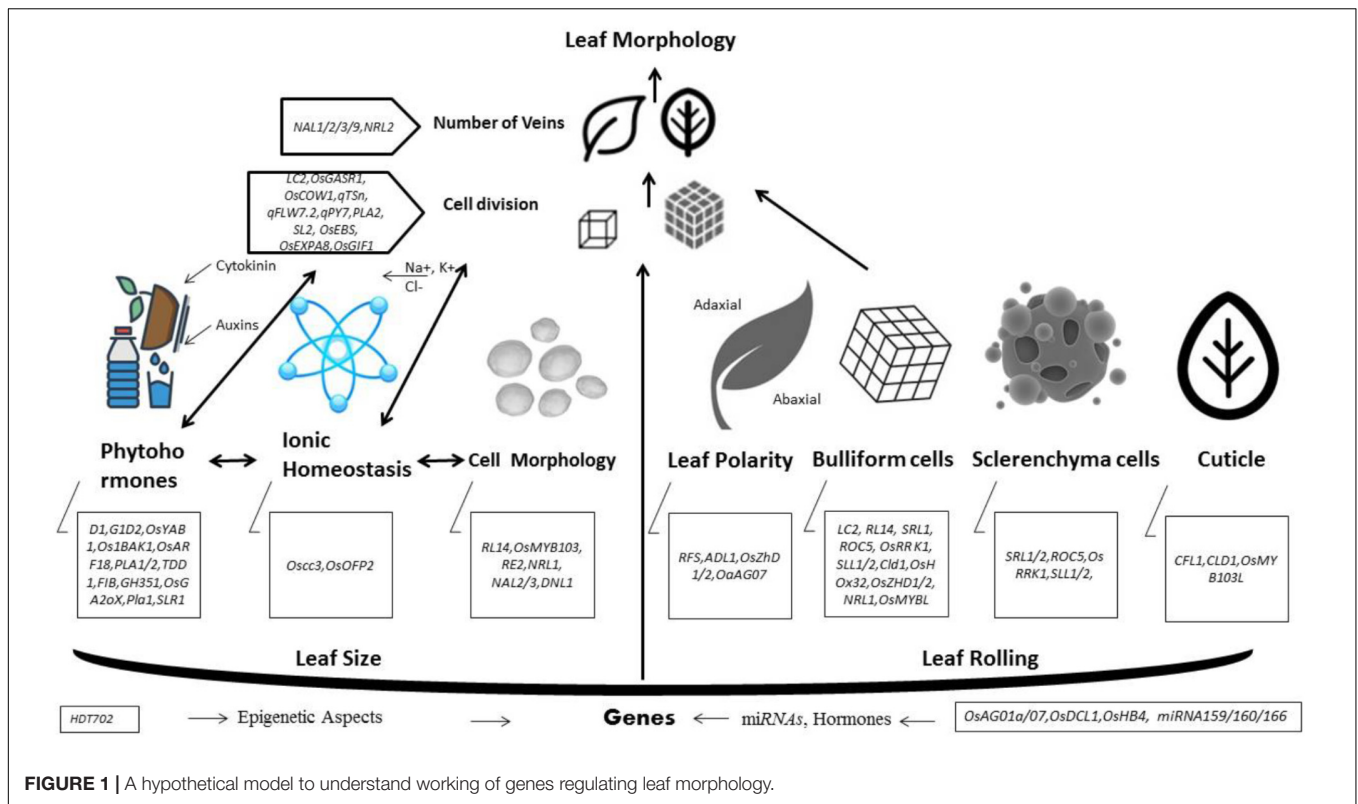 Leaf Morphology
NAL1/2/3/9,NRL2
Number of Veins
LC2,OsGASR1,
OsCOW1,qTSn,
qFLW7.2,qPY7,PLA2,
SL2, OsEBS,
OsEXPA8,OsGIF1
Cell division
Cytokinin
Auxins
Na+, K+
Cl-
Adaxial
Abaxial
Phytoho
rmones
Ionic
Homeostasis
Cell Morphology
Leaf Polarity
Bulliform cells
Sclerenchyma cells
Cuticle
D1,G1D2,OsYAB
1,Os1BAK1,OsAR
F18,PLA1/2,TDD
1,FIB,GH351,OsG
A2oX,Pla1,SLR1
Oscc3,OsOFP2
RL14,OsMYB103,
RE2,NRL1,
NAL2/3,DNL1
RFS,ADL1,OsZhD
1/2,OaAG07
LC2, RL14, SRL1,
ROC5, OsRRK1,
SLL1/2,Cld1,OsH
Ox32,OsZHD1/2,
NRL1,OsMYBL
SRL1/2,ROC5,Os
RRK1,SLL1/2,
CFL1,CLD1,OsMY
B103L
Leaf Size
Leaf Rolling
HDT702
Epigenetic Aspects
Genes
miRNAs, Hormones
OsAG01a/07,OsDCL1,OsHB4, miRNA159/160/166
FIGURE 1 | A hypothetical model to understand working of genes regulating leaf morphology.